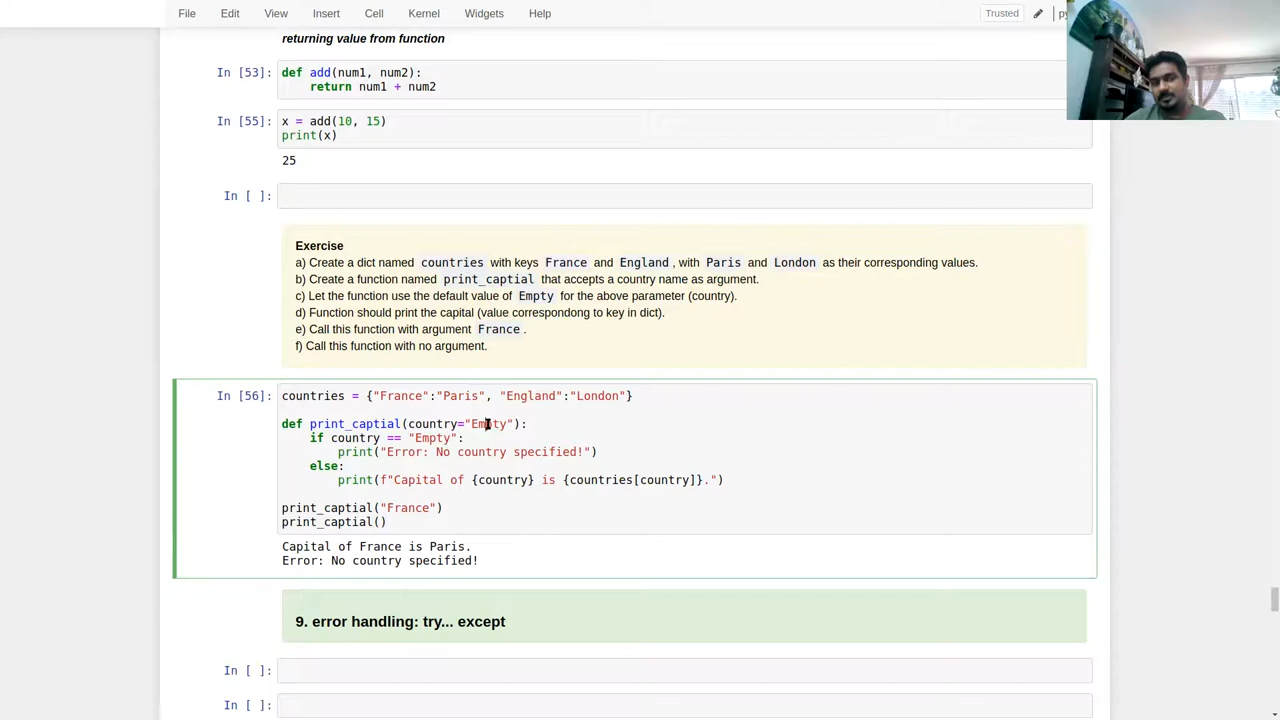 File Edit View Insert Cell Kernel Widgets Help Trusted
returning value from function
In [53]: def add(num1, num2):
return num1 + num2
In [55]: x = add(10, 15)
print(x)
25
In [ ]:
Exercise
a) Create a dict named countries with keys France and England, with Paris and London as their corresponding values.
b) Create a function named print_captial that accepts a country name as argument.
c) Let the function use the default value of Empty for the above parameter (country).
d) Function should print the capital (value correspondong to key in dict).
e) Call this function with argument France.
f) Call this function with no argument.
In [56]: countries = {"France":"Paris", "England":"London"}
def print_captial(country="Empty"):
if country == "Empty":
print("Error: No country specified!")
else:
print(f"Capital of {country} is {countries[country]}.")
print_captial("France")
print_captial()
Capital of France is Paris.
Error: No country specified!
9. error handling: try... except
In [ ]:
In [ ]: